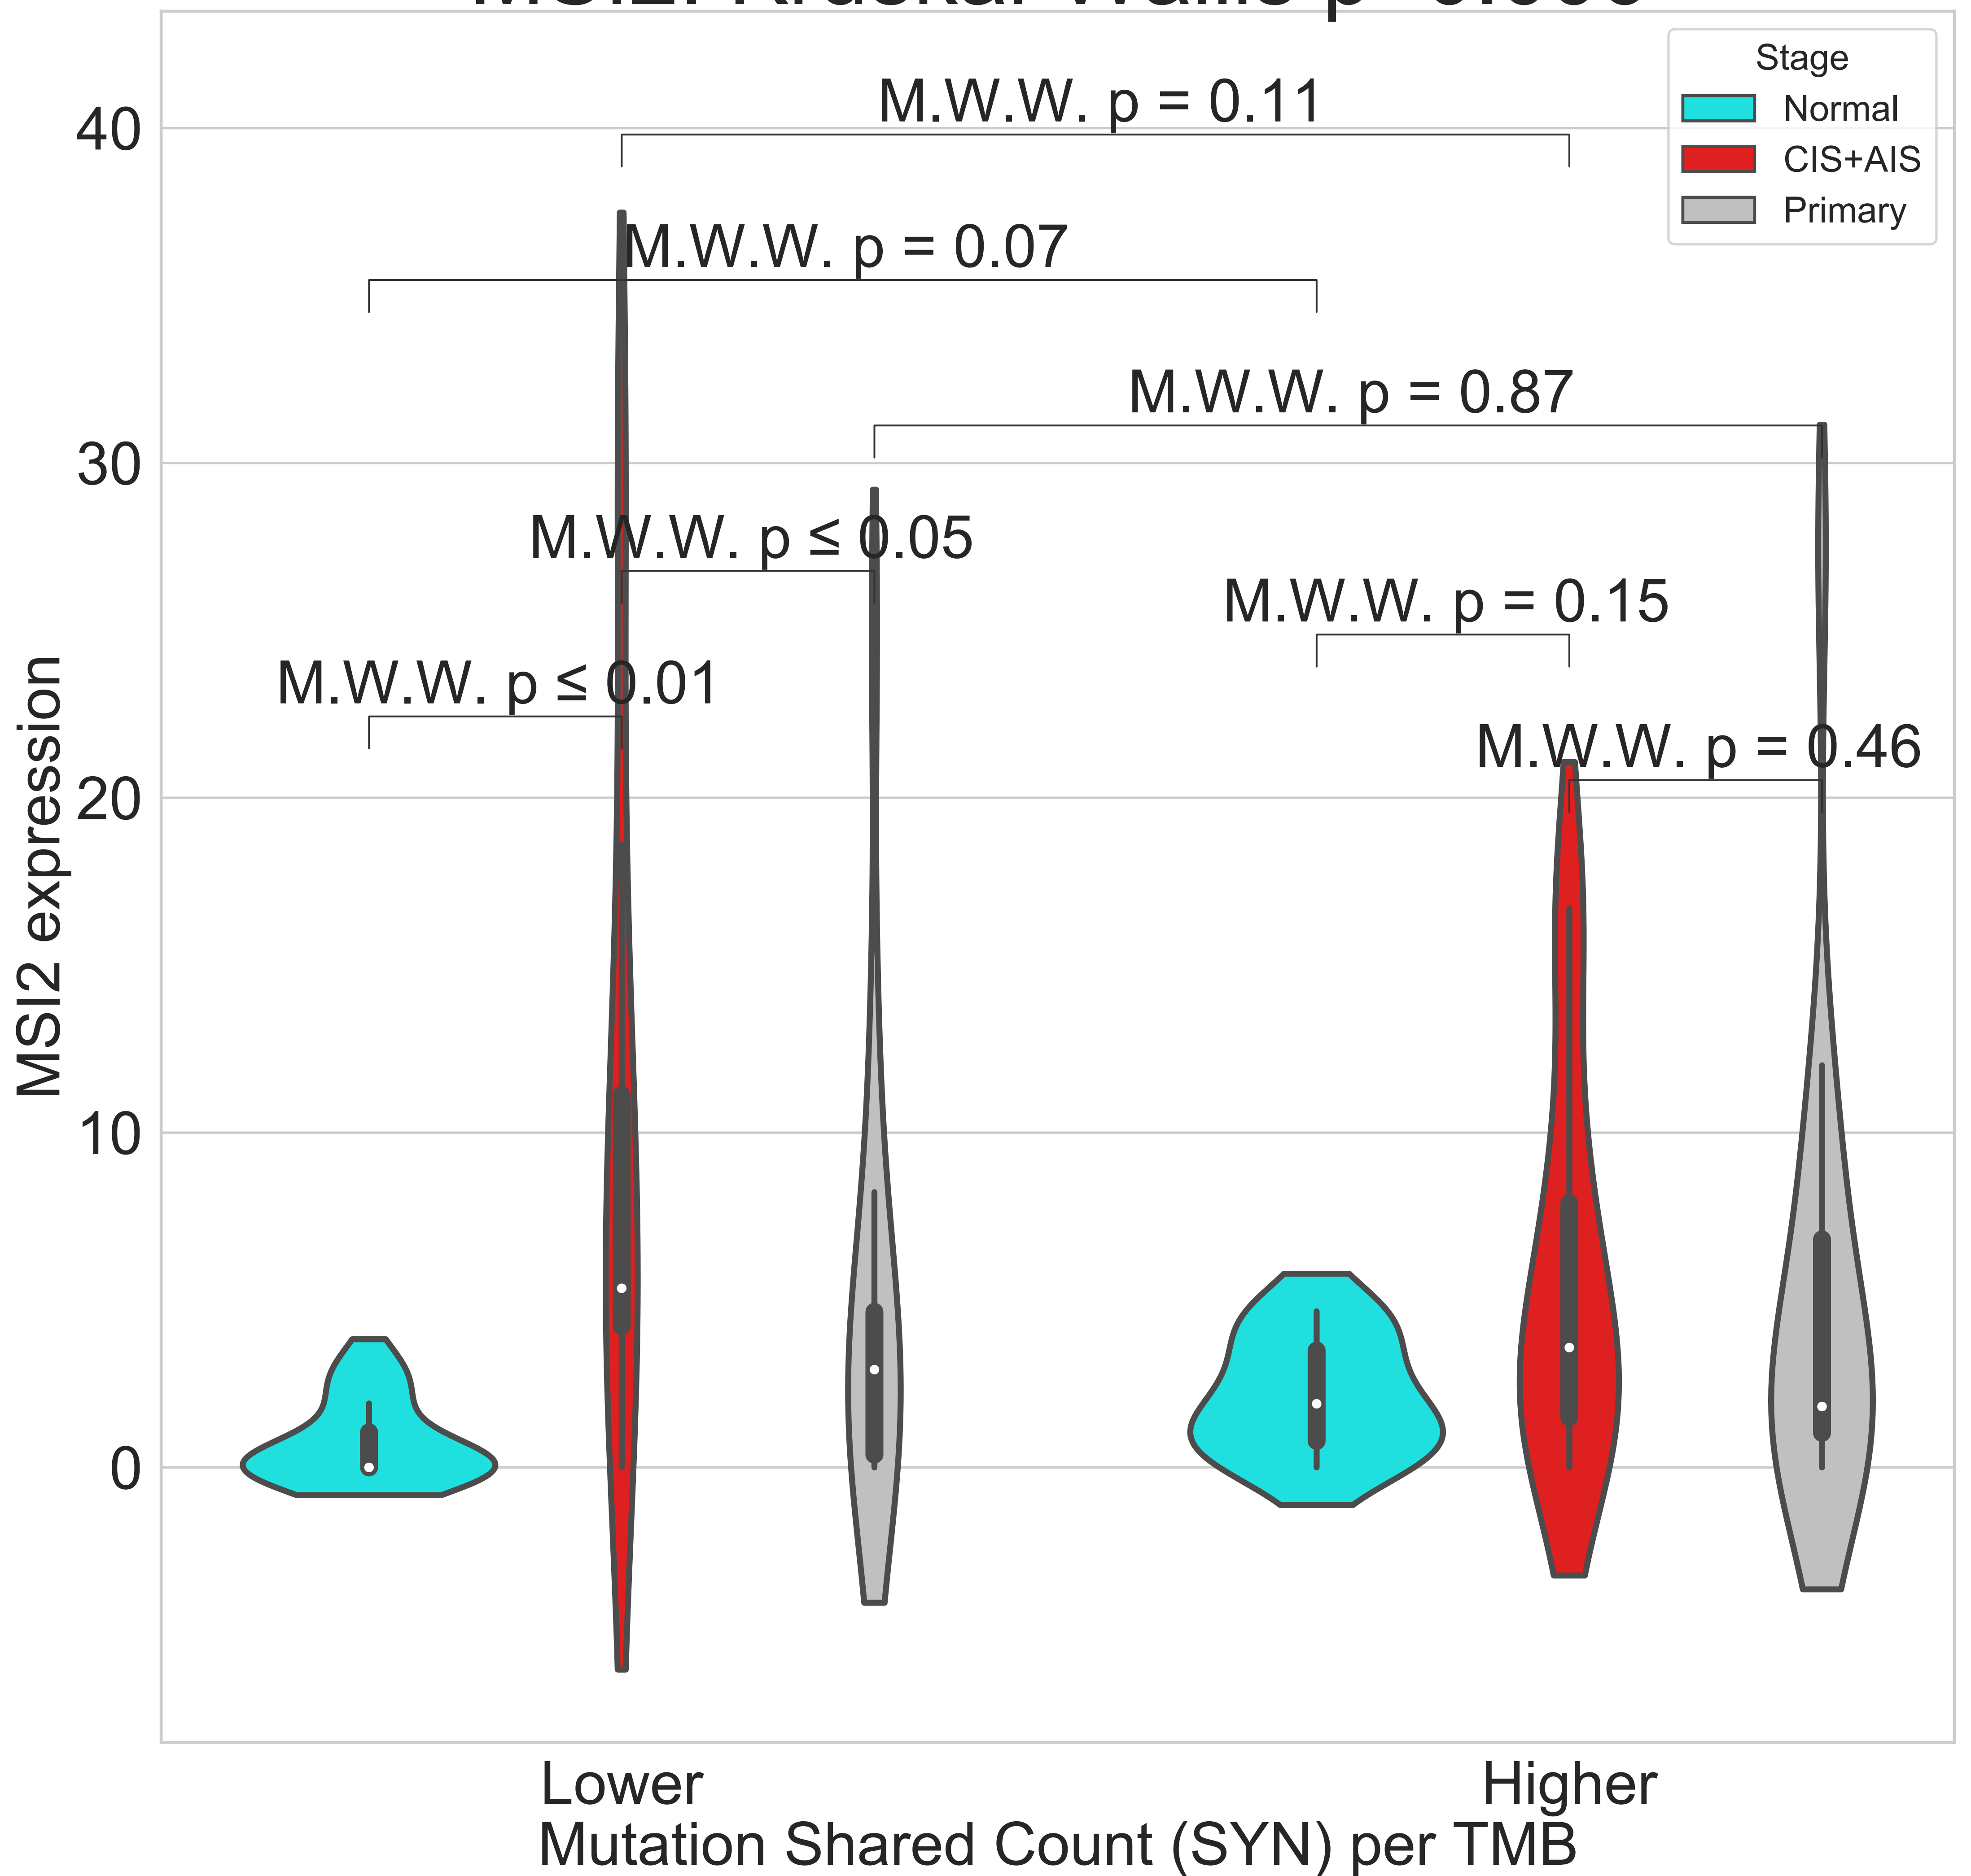 Stage
Normal
CIS+AIS
Primary
M.W.W. p = 0.11
M.W.W. p = 0.07
M.W.W. p = 0.87
M.W.W. p ≤ 0.05
M.W.W. p = 0.15
M.W.W. p ≤ 0.01
M.W.W. p = 0.46
40
30
20
10
0
MSI2 expression
Lower
Higher
Mutation Shared Count (SYN) per TMB